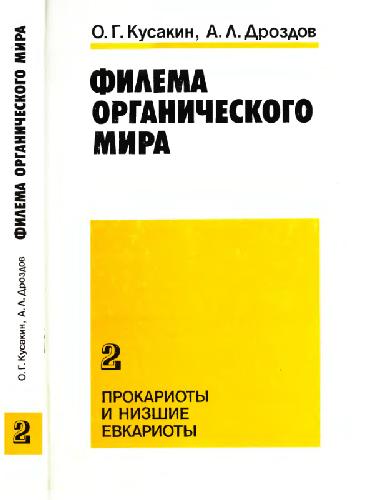 О. Г. Кусакин, А. Л. Дроздов
ФИЛЕМА
ОРГАНИЧЕСКОГО
МИРА
2
ПРОКАРИОТЫ
И НИЗШИЕ
ЕВКАРИОТЫ
О.Г.Кусакин, А.Л.Дроздов ФИЛЕМА ОРГАНИЧЕСКОГО МИРА
2